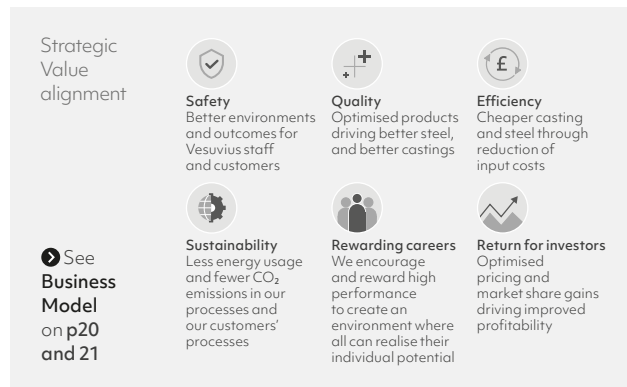 Strategic
Value
alignment
Safety
Better environments
and outcomes for
Vesuvius staff
and customers
Quality
Optimised products
driving better steel,
and better castings
£
Efficiency
Cheaper casting
and steel through
reduction of
input costs
Sustainability
Less energy usage
and fewer CO₂
emissions in our
processes and
our customers'
processes
Rewarding careers
We encourage
and reward high
performance
to create an
environment where
all can realise their
individual potential
Return for investors
Optimised
pricing and
market share gains
driving improved
profitability
See
Business
Model
on p20
and 21